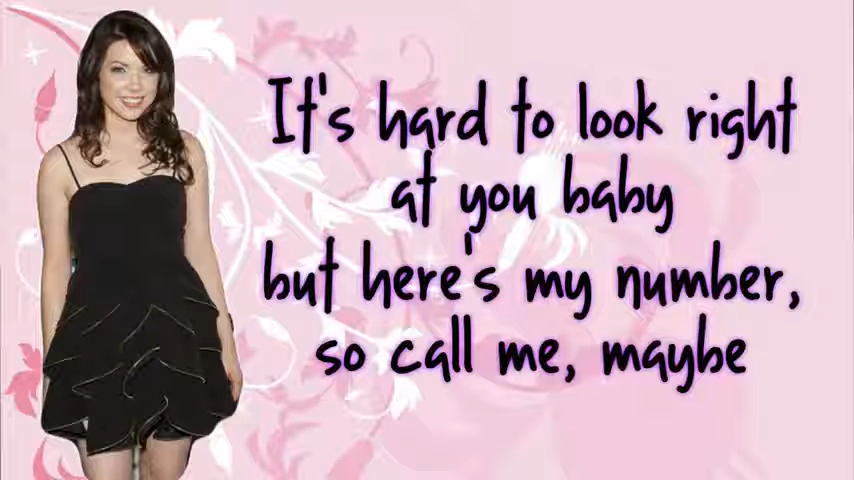 It's hard to look right
at you baby
but here's my number,
so call me, maybe